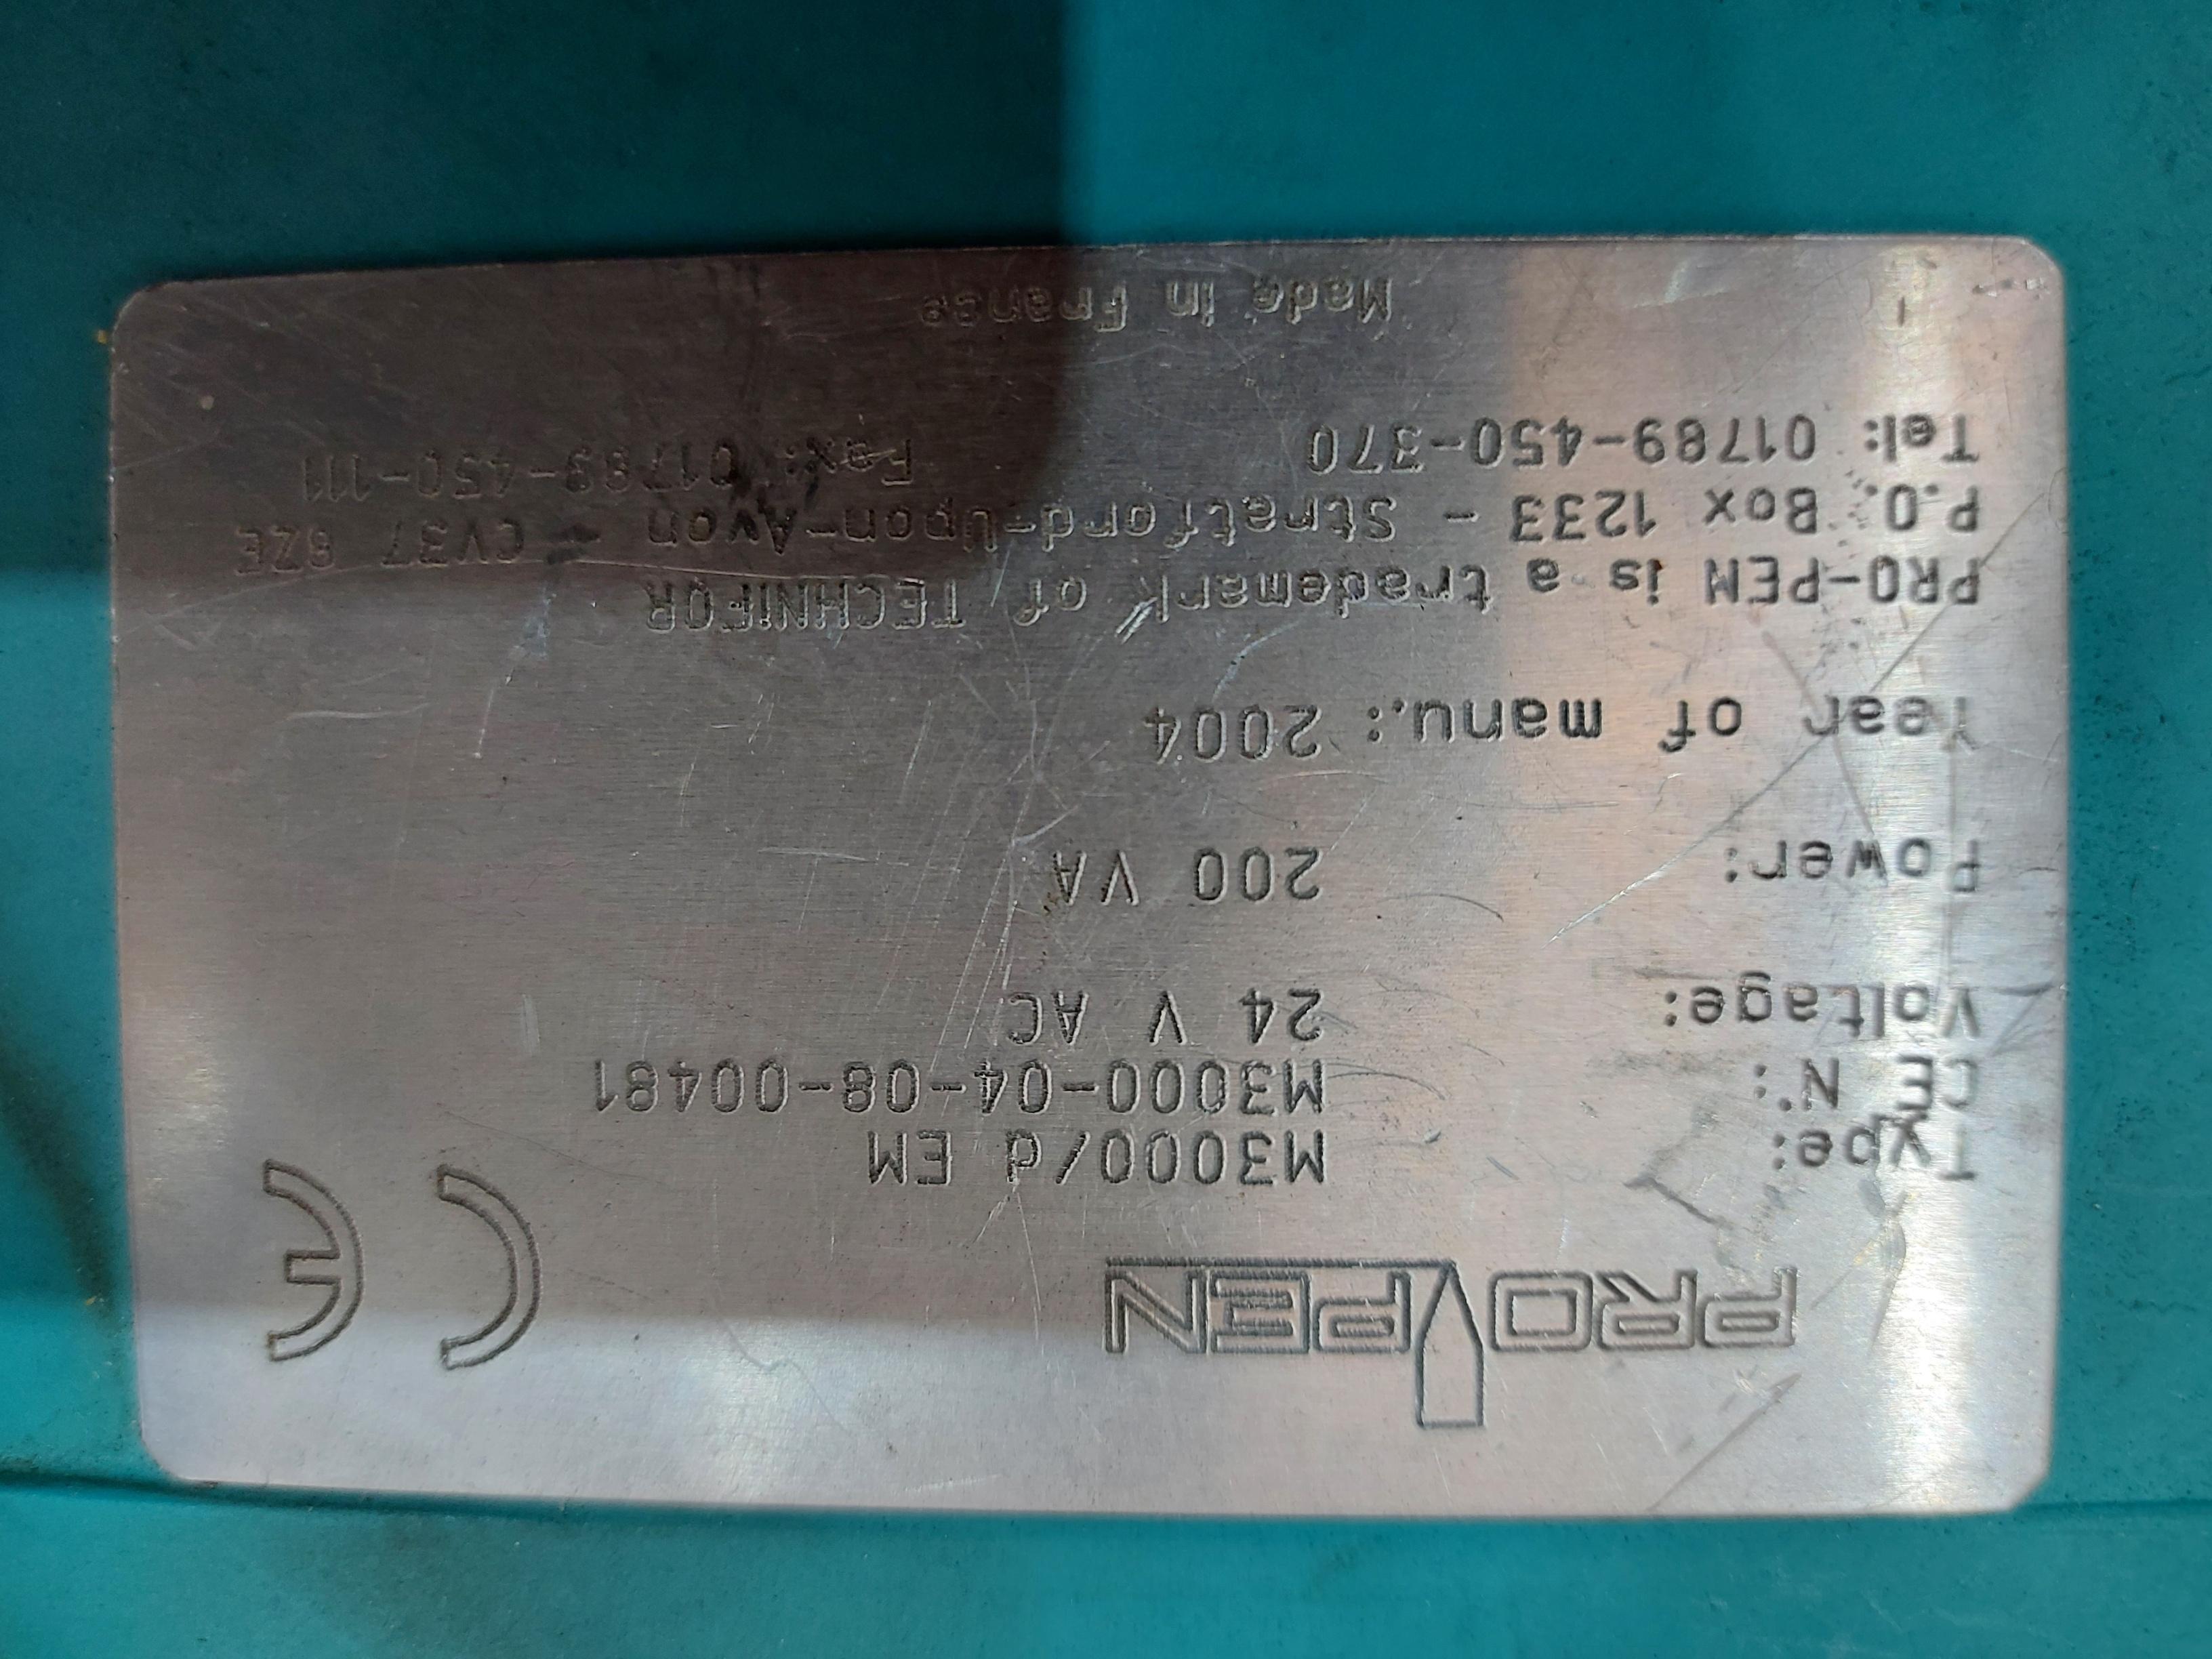 PRO PEN CE
Type: M3000/d EM
CE N°: M3000-04-08-00481
Voltage: 24 V AC
Power: 200 VA
Year of manu.: 2004
PRO-PEN is a trademark of TECHNIFOR
P.O. Box 1233 - Stratford-Upon-Avon - CV37
Tel: 01789-450-370 Fax: 01789-450-111
Made in France